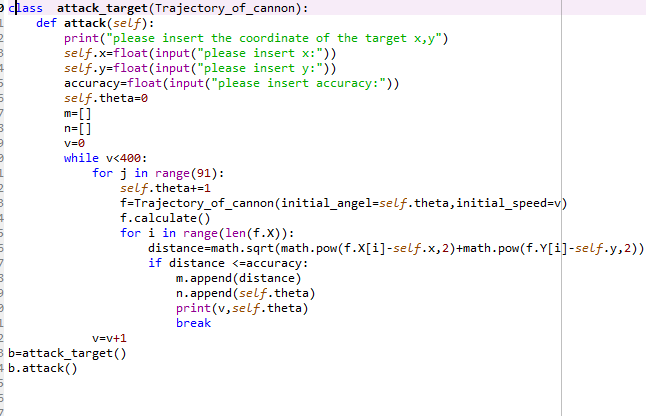 class  attack_target(Trajectory_of_cannon):
    def attack(self):
        print("please insert the coordinate of the target x,y")
        self.x=float(input("please insert x:"))
        self.y=float(input("please insert y:"))
        accuracy=float(input("please insert accuracy:"))
        self.theta=0
        m=[]
        n=[]
        v=0
        while v<400:
            for j in range(91):
                self.theta+=1
                f=Trajectory_of_cannon(initial_angel=self.theta,initial_speed=v)
                f.calculate()
                for i in range(len(f.X)):
                    distance=math.sqrt(math.pow(f.X[i]-self.x,2)+math.pow(f.Y[i]-self.y,2))
                    if distance <=accuracy:
                        m.append(distance)
                        n.append(self.theta)
                        print(v,self.theta)
                        break
            v=v+1
b=attack_target()
b.attack()